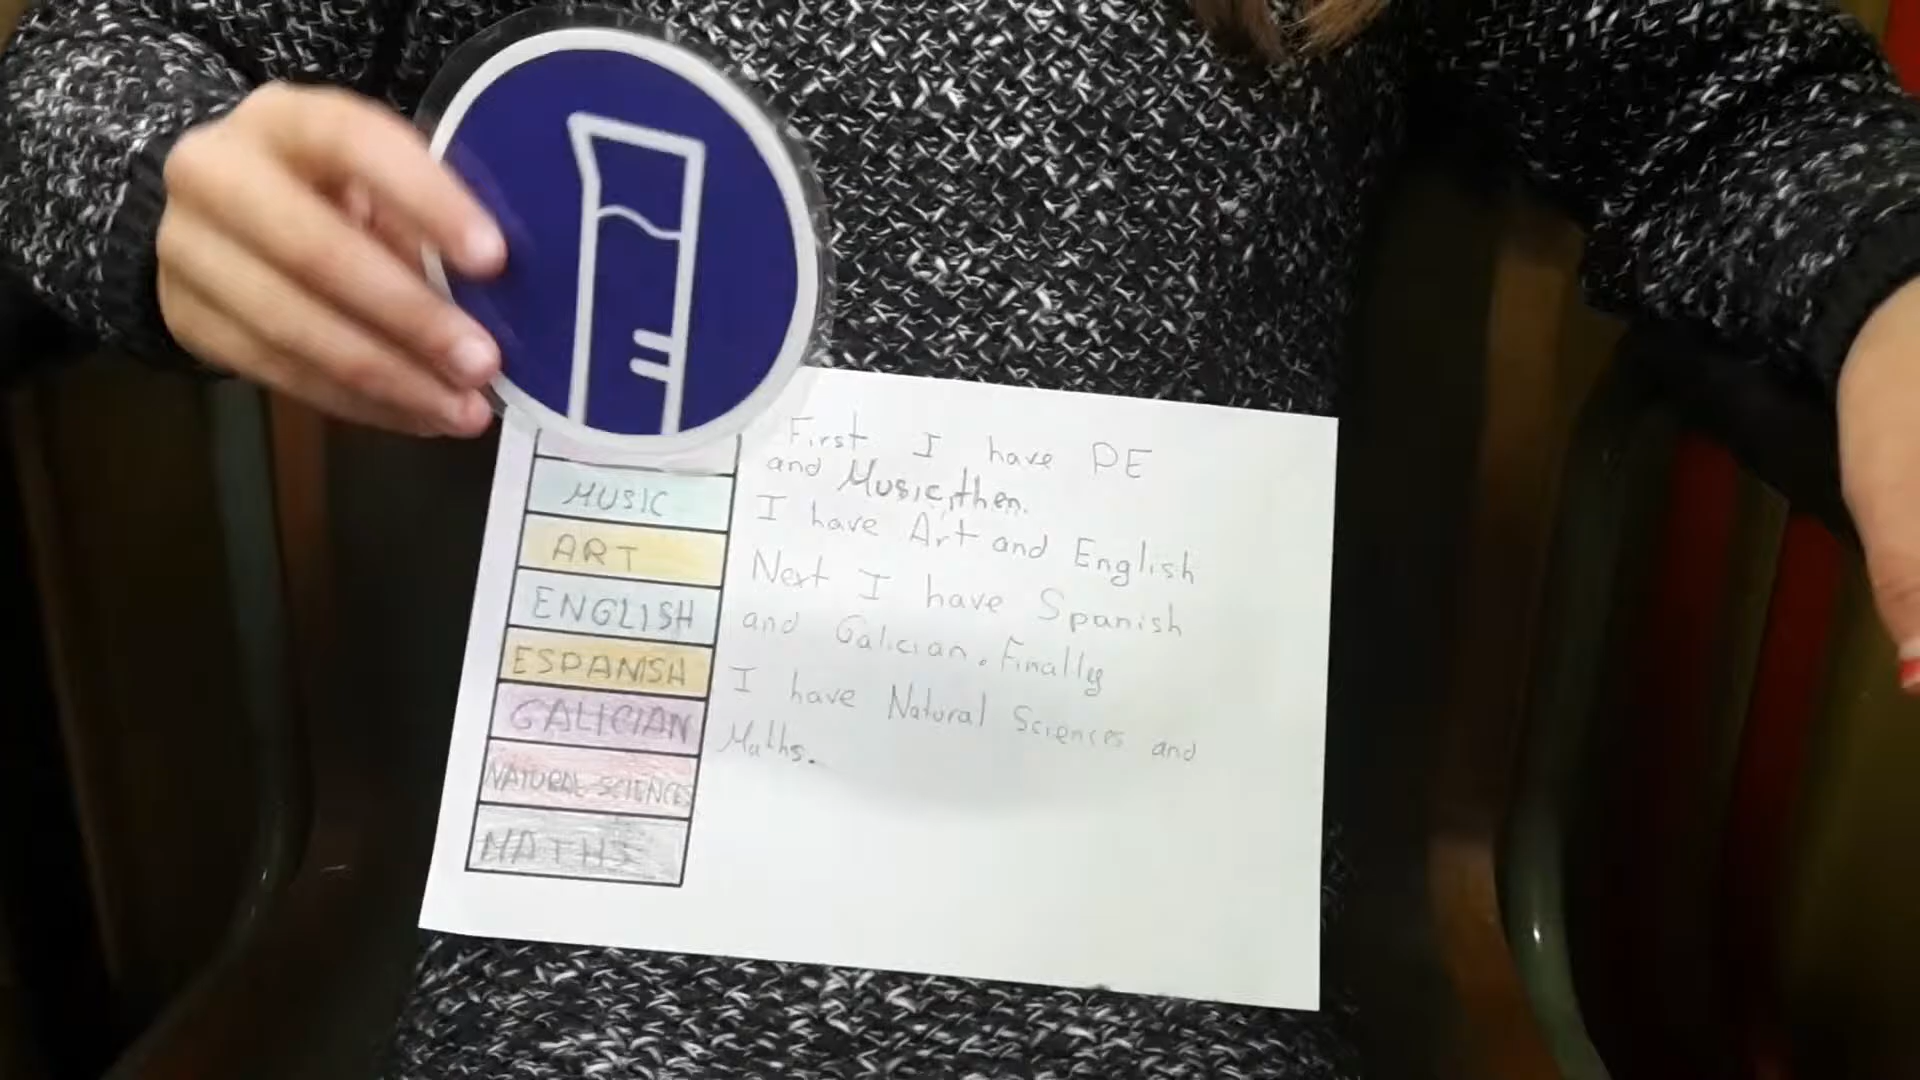 MUSIC
ART
ENGLISH
ESPANISH
GALICIAN
NATURAL SCIENCES
MATHS
First I have PE
and Music, then.
I have Art and English
Next I have Spanish
and Galician. Finally
I have Natural Sciences and
Maths.